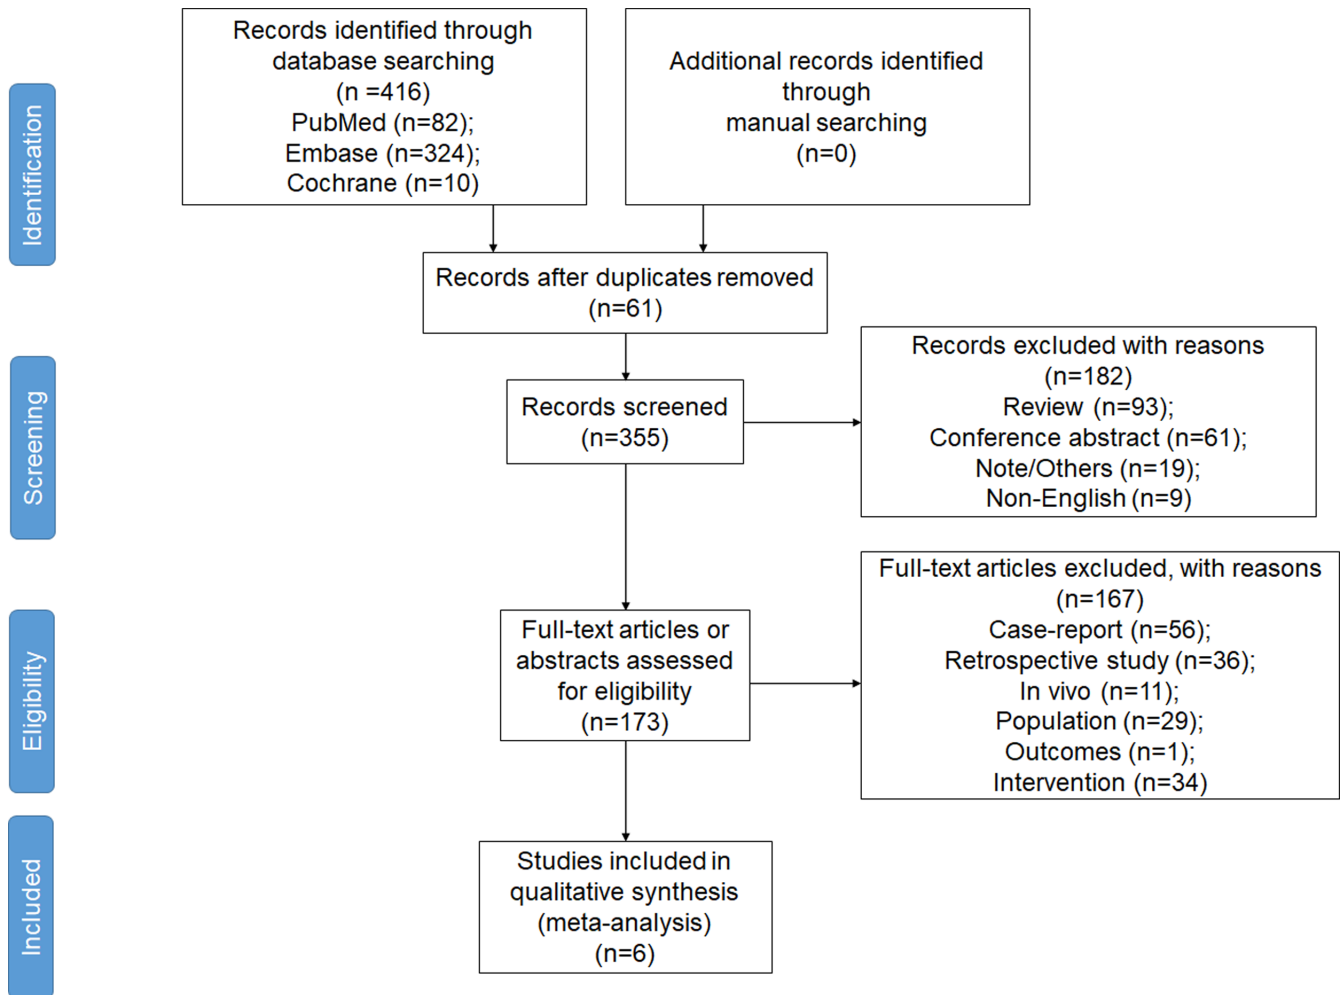 Identification
Records identified through
database searching
(n =416)
PubMed (n=82);
Embase (n=324);
Cochrane (n=10)
Additional records identified
through
manual searching
(n=0)
Records after duplicates removed
(n=61)
Screening
Records screened
(n=355)
Records excluded with reasons
(n=182)
Review (n=93);
Conference abstract (n=61);
Note/Others (n=19);
Non-English (n=9)
Eligibility
Full-text articles or
abstracts assessed
for eligibility
(n=173)
Full-text articles excluded, with reasons
(n=167)
Case-report (n=56);
Retrospective study (n=36);
In vivo (n=11);
Population (n=29);
Outcomes (n=1);
Intervention (n=34)
Included
Studies included in
qualitative synthesis
(meta-analysis)
(n=6)